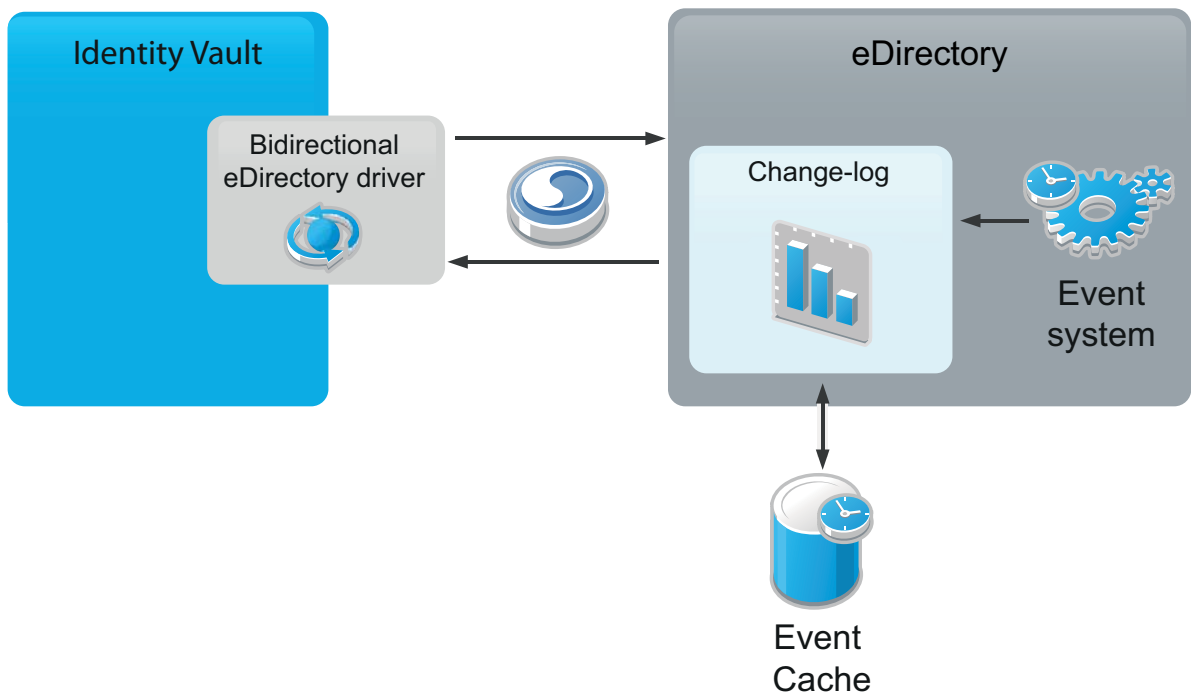 Identity Vault
Bidirectional
eDirectory driver
eDirectory
Change-log
Event
system
Event
Cache